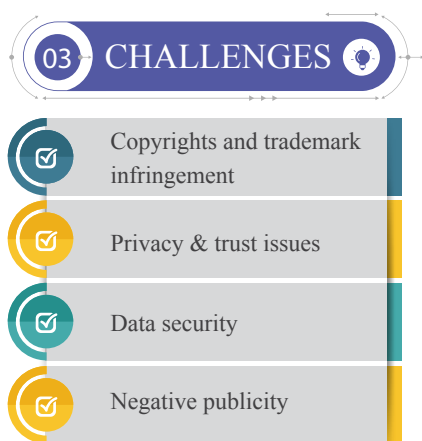 03 CHALLENGES
Copyrights and trademark
infringement
Privacy & trust issues
Data security
Negative publicity